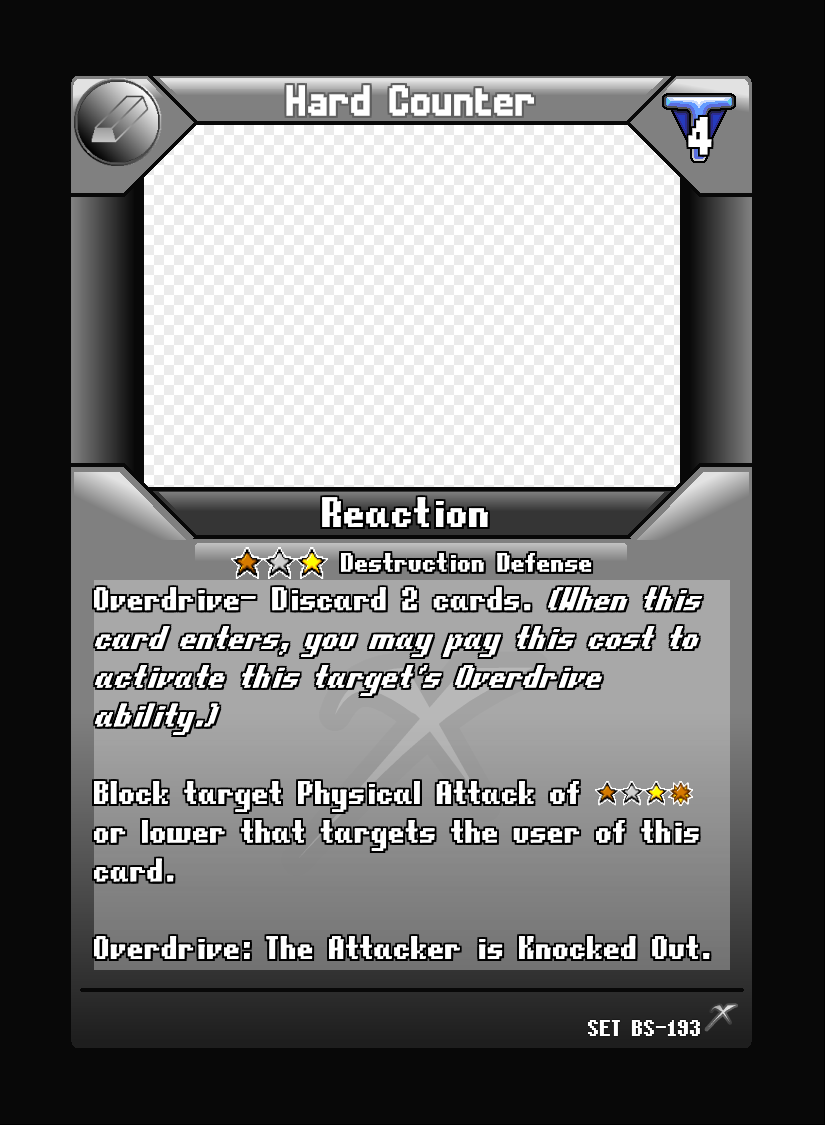 Hard Counter
4
Reaction
Destruction Defense
Overdrive- Discard 2 cards. (When this
card enters, you may pay this cost to
activate this target's Overdrive
ability.)
Block target Physical Attack of
or lower that targets the user of this
card.
Overdrive: The Attacker is Knocked Out.
SET BS-193